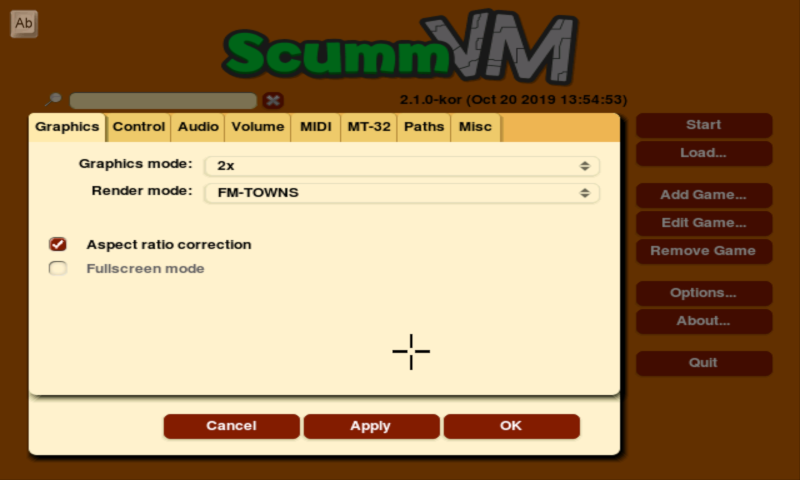 Ab
ScummVM
2.1.0-kor (Oct 20 2019 13:54:53)
Graphics Control Audio Volume MIDI MT-32 Paths Misc
Graphics mode: 2x
Render mode: FM-TOWNS
Aspect ratio correction
Fullscreen mode
Cancel Apply OK
Start
Load...
Add Game...
Edit Game...
Remove Game
Options...
About...
Quit